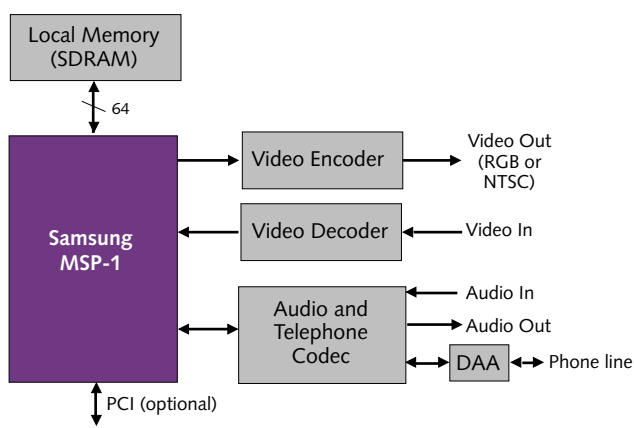 Local Memory
(SDRAM)
64
Video Encoder
Video Out
(RGB or
NTSC)
Samsung
MSP-1
Video Decoder
Video In
Audio and
Telephone
Codec
Audio In
Audio Out
DAA
Phone line
PCI (optional)